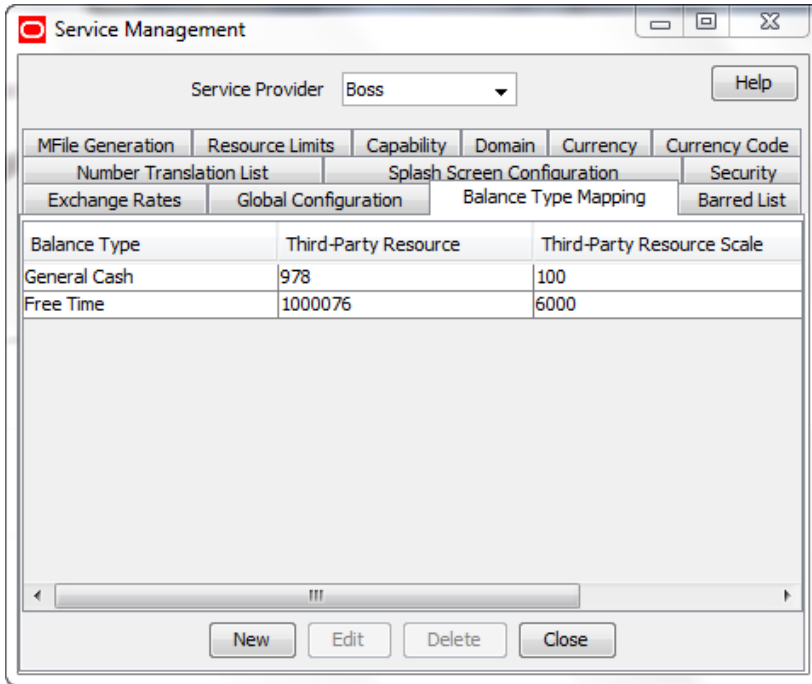 Service Management
Service Provider Boss Help
MFile Generation Resource Limits Capability Domain Currency Currency Code
Number Translation List Splash Screen Configuration Security
Exchange Rates Global Configuration Balance Type Mapping Barred List
Balance Type Third-Party Resource Third-Party Resource Scale
General Cash 978 100
Free Time 1000076 6000
New Edit Delete Close